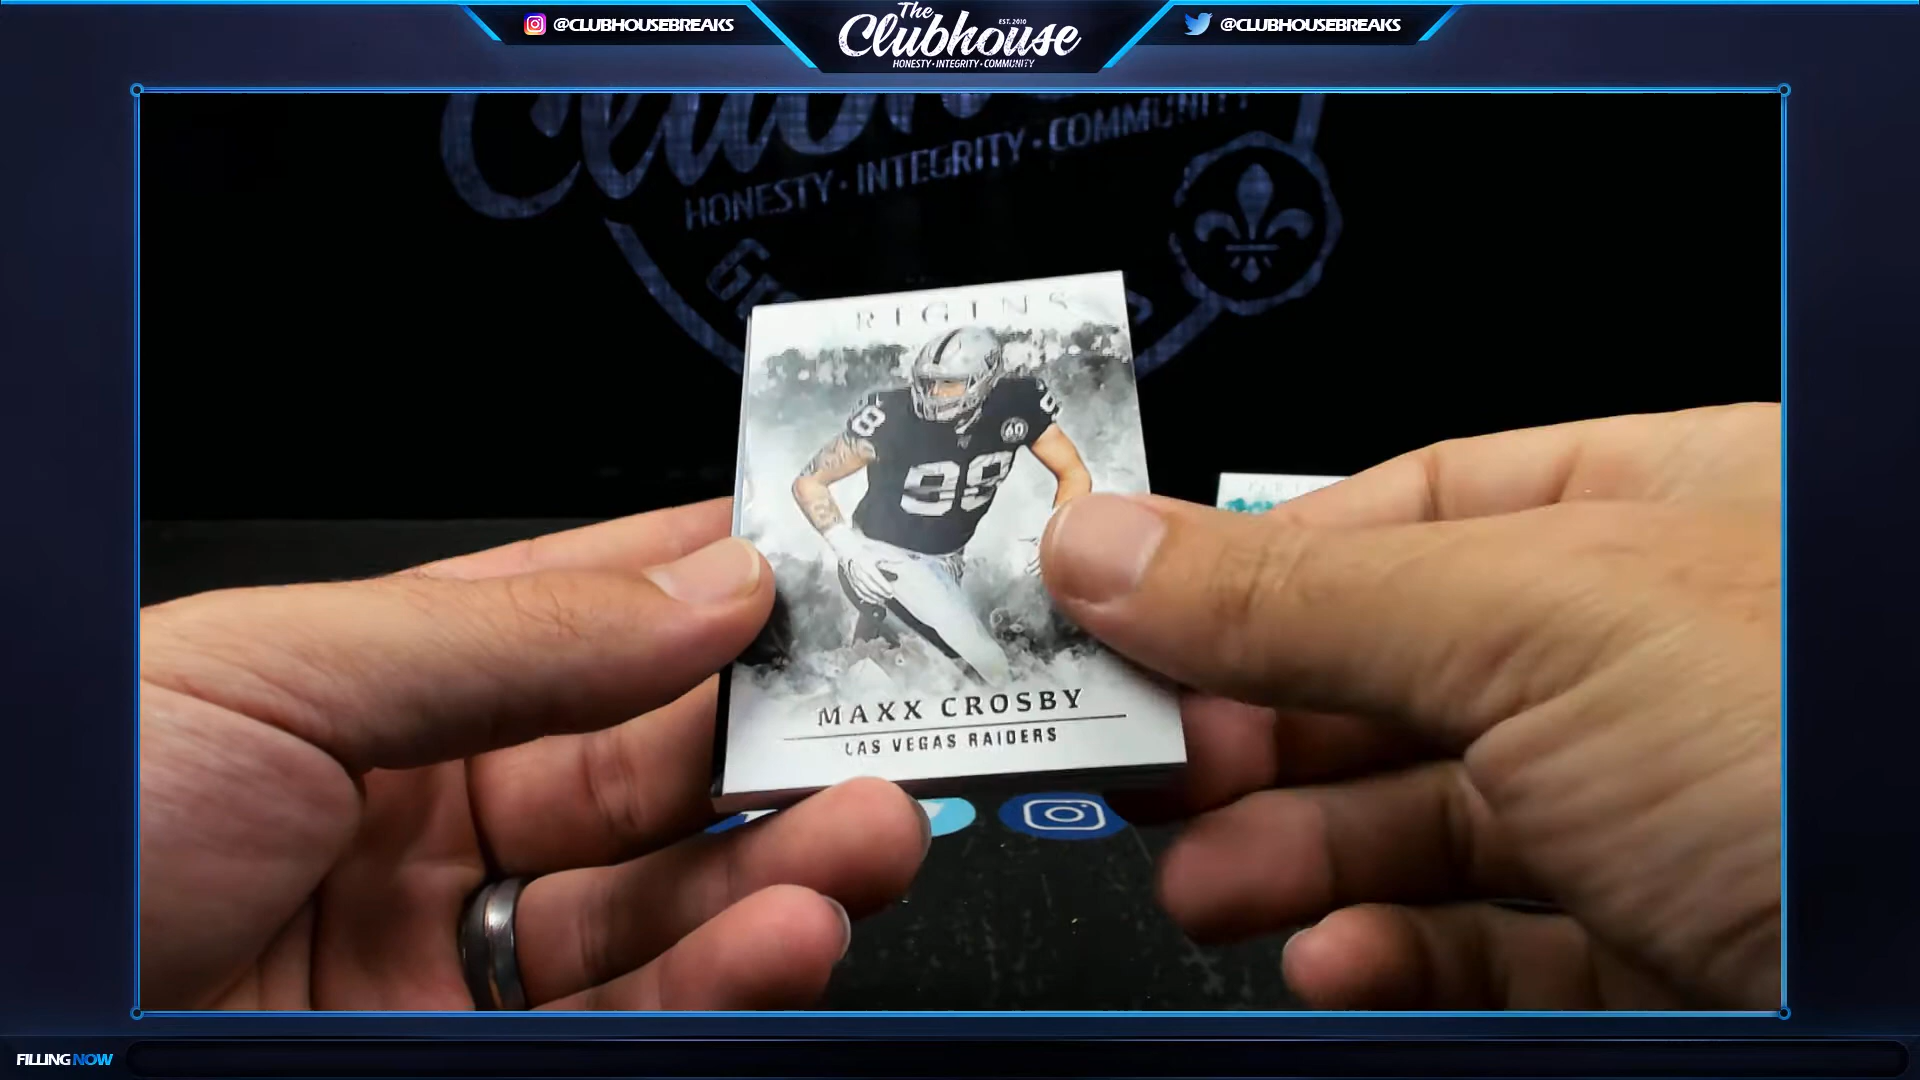 @CLUBHOUSEBREAKS
The
EST. 2010
Clubhouse
HONESTY·INTEGRITY·COMMUNITY
@CLUBHOUSEBREAKS
HONESTY·INTEGRITY·COMMUNITY
RIGINS
98
60
MAXX CROSBY
LAS VEGAS RAIDERS
FILLING NOW